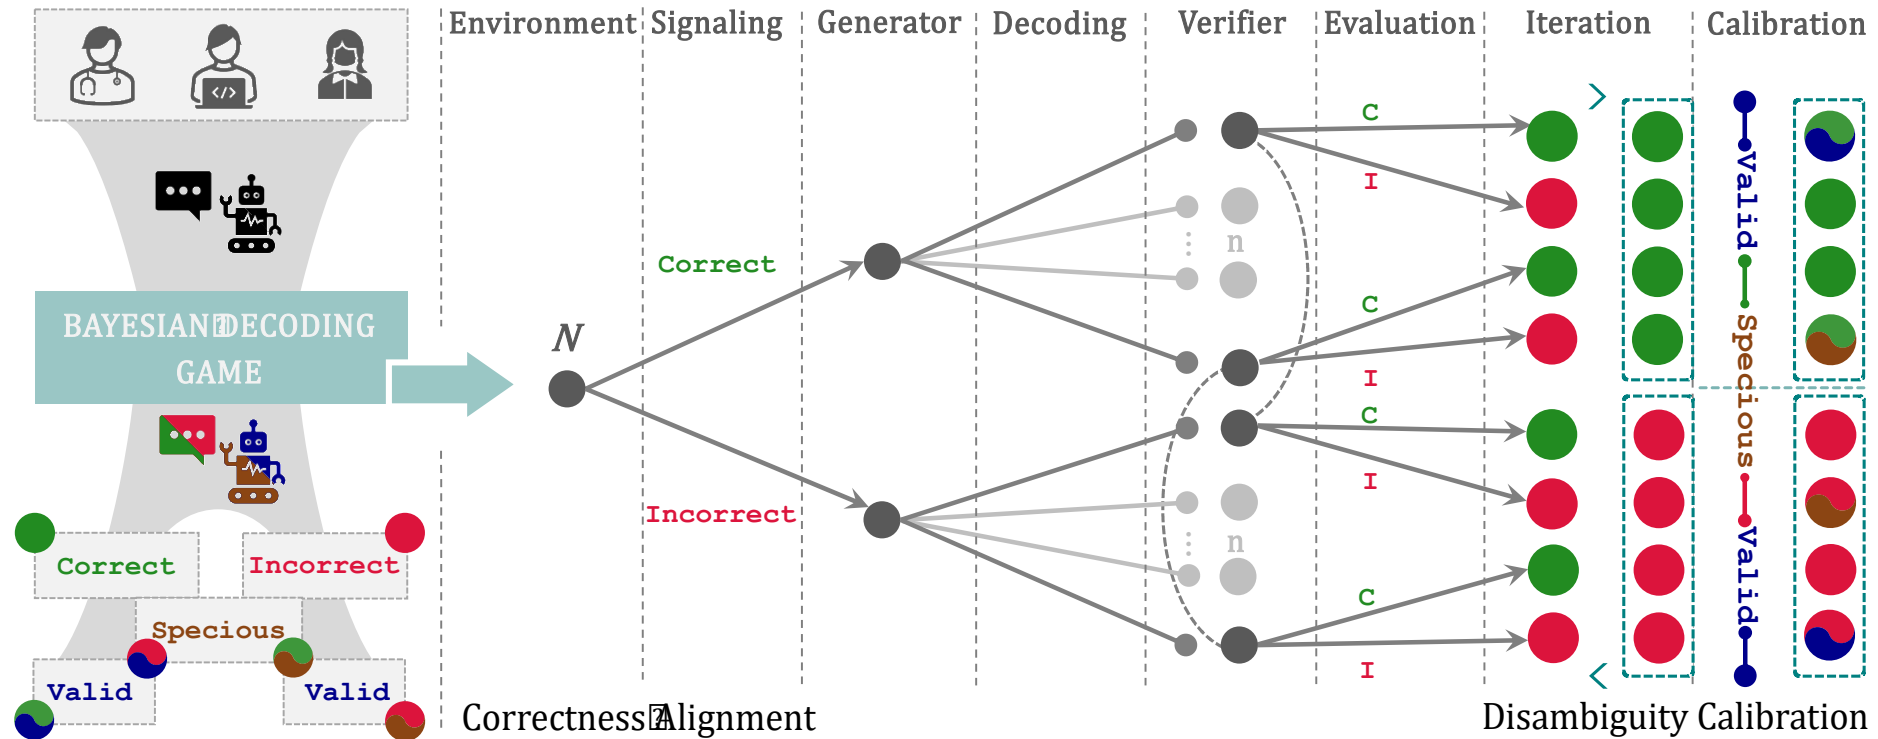 Environment
Signaling
Generator
Decoding
Verifier
Evaluation
Iteration
Calibration
</>
BAYESIAN DECODING
GAME
Correct
Incorrect
Specious
Valid
Valid
N
Correct
Incorrect
n
n
C
I
C
I
C
I
C
I
Valid
Specious
Valid
Correctness Alignment
Disambiguity Calibration